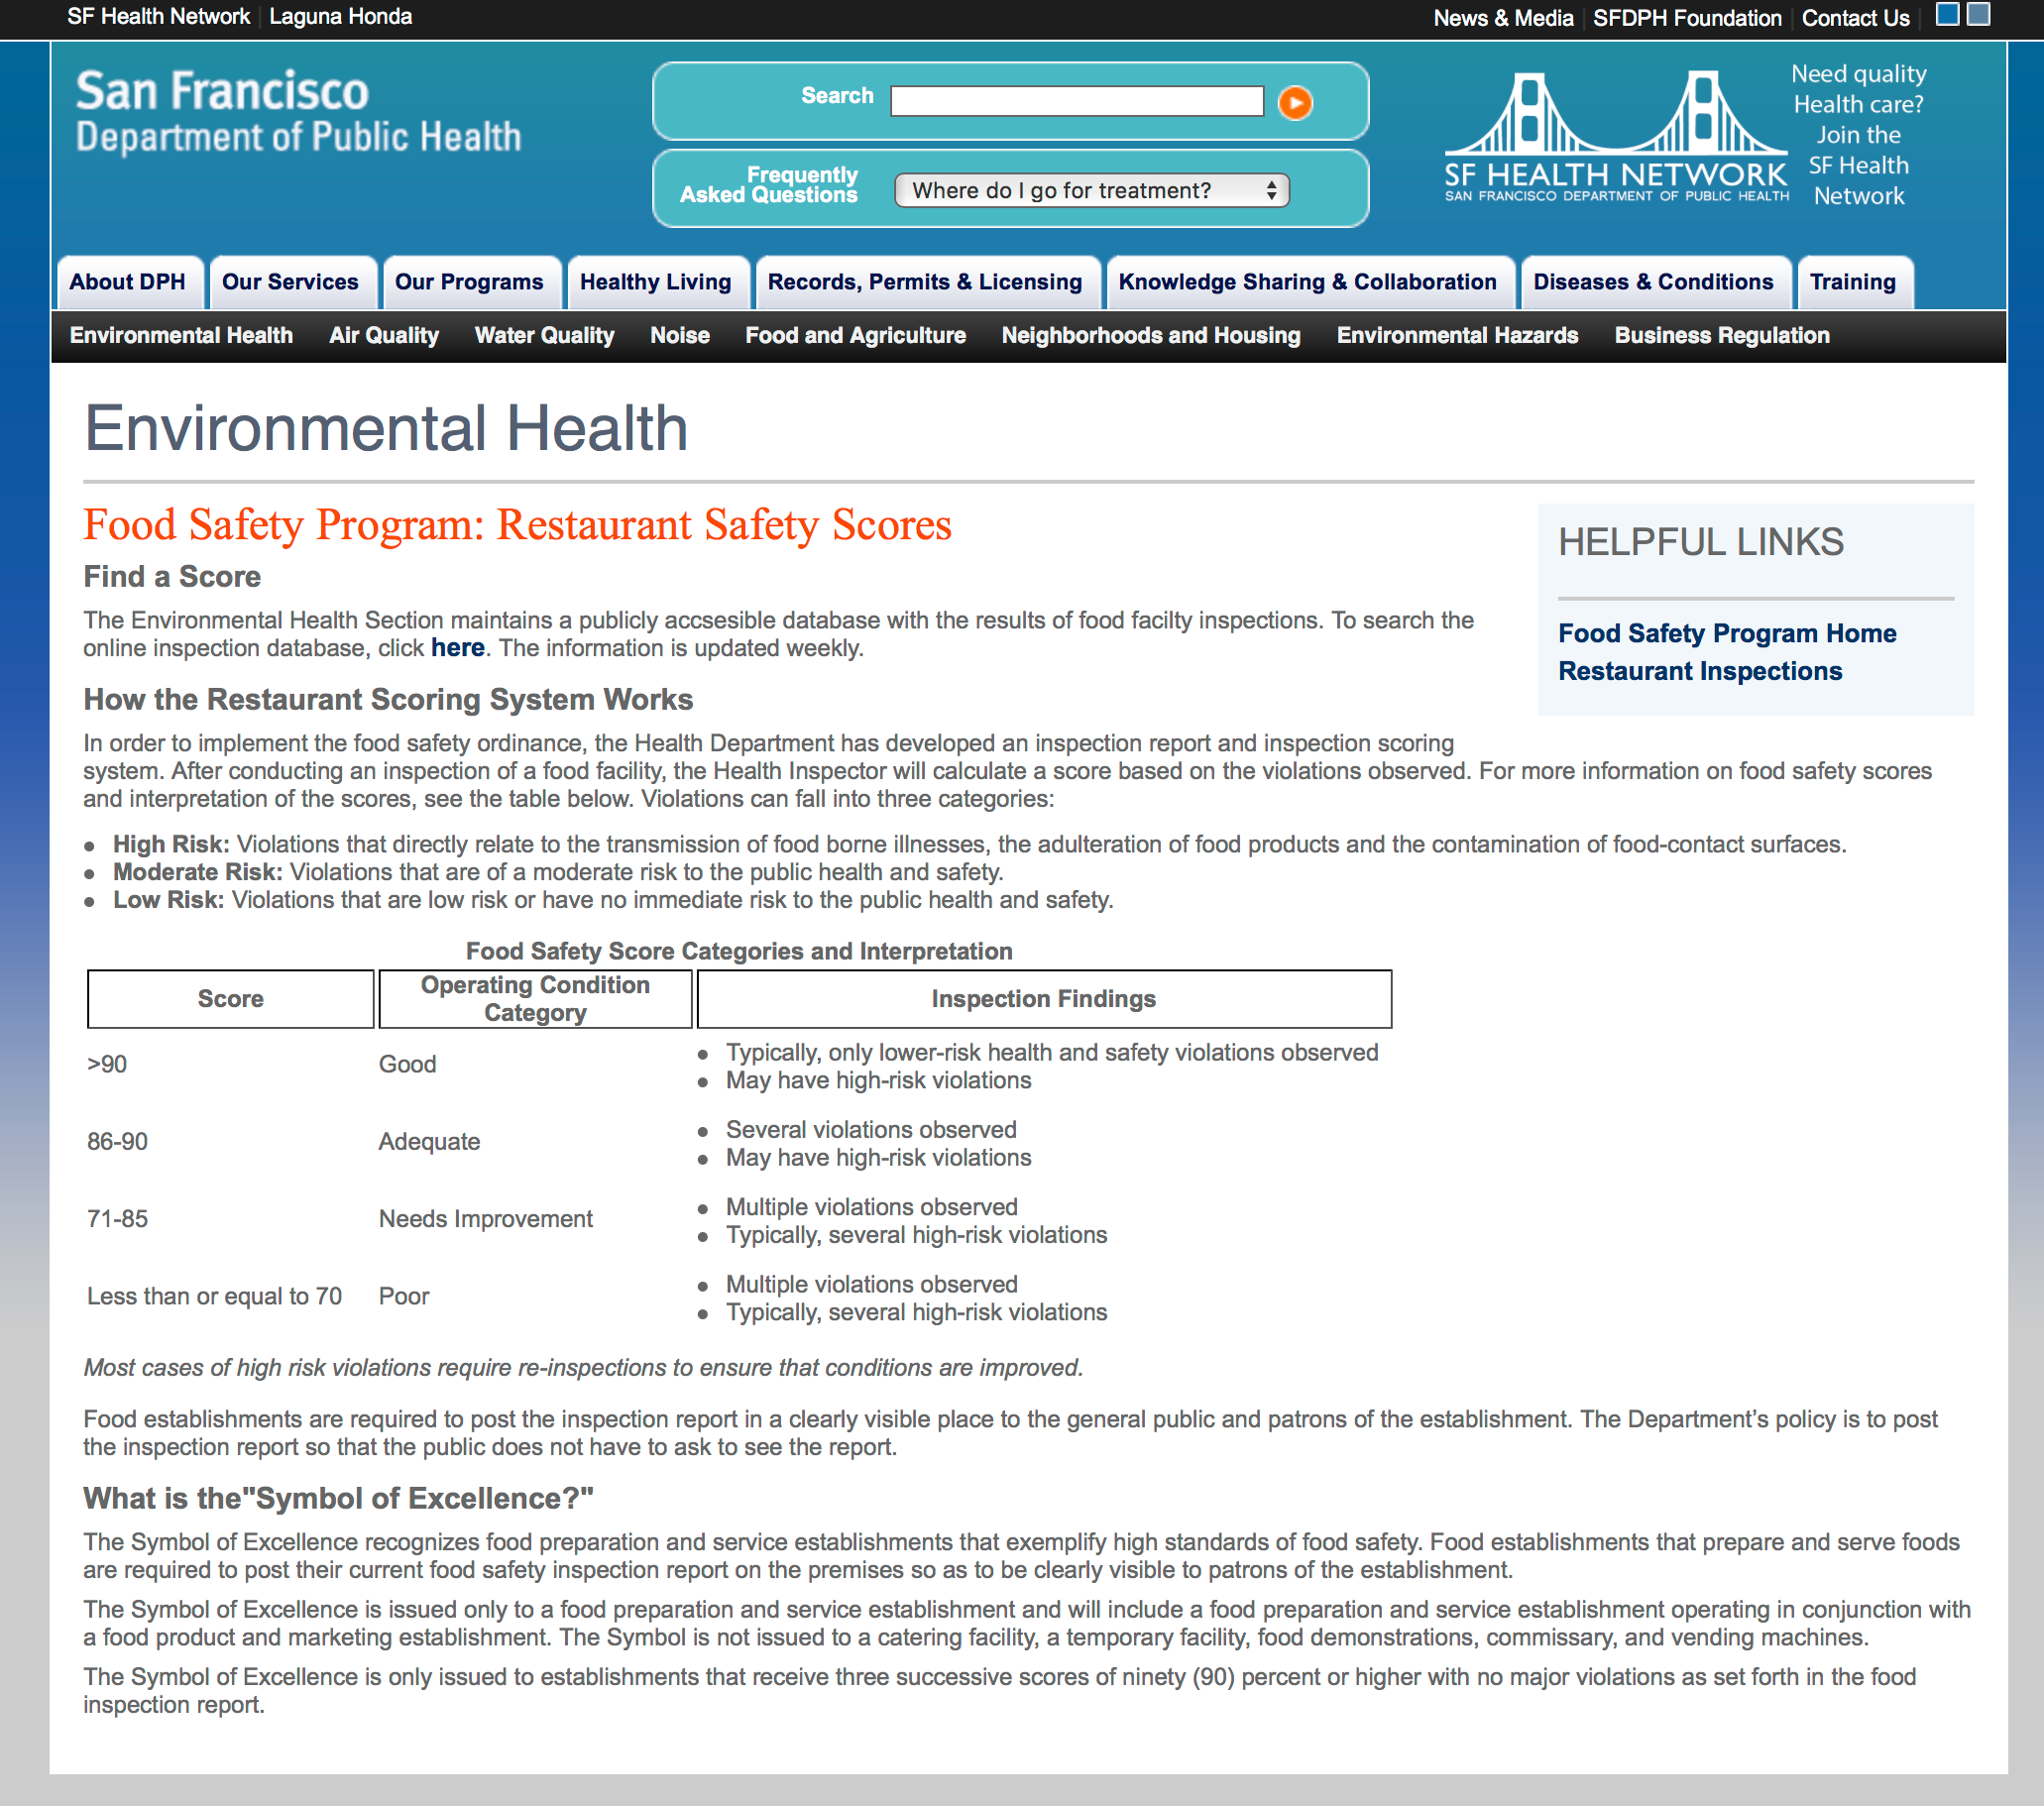 SF Health Network | Laguna Honda
News & Media | SFDPH Foundation | Contact Us |
San Francisco
Department of Public Health
Search
Frequently
Asked Questions
Where do I go for treatment?
SF HEALTH NETWORK
SAN FRANCISCO DEPARTMENT OF PUBLIC HEALTH
Need quality
Health care?
Join the
SF Health
Network
About DPH Our Services Our Programs Healthy Living Records, Permits & Licensing Knowledge Sharing & Collaboration Diseases & Conditions Training
Environmental Health Air Quality Water Quality Noise Food and Agriculture Neighborhoods and Housing Environmental Hazards Business Regulation
Environmental Health
Food Safety Program: Restaurant Safety Scores
Find a Score
The Environmental Health Section maintains a publicly accsesible database with the results of food facilty inspections. To search the
online inspection database, click here. The information is updated weekly.
HELPFUL LINKS
Food Safety Program Home
Restaurant Inspections
How the Restaurant Scoring System Works
In order to implement the food safety ordinance, the Health Department has developed an inspection report and inspection scoring
system. After conducting an inspection of a food facility, the Health Inspector will calculate a score based on the violations observed. For more information on food safety scores
and interpretation of the scores, see the table below. Violations can fall into three categories:
• High Risk: Violations that directly relate to the transmission of food borne illnesses, the adulteration of food products and the contamination of food-contact surfaces.
• Moderate Risk: Violations that are of a moderate risk to the public health and safety.
• Low Risk: Violations that are low risk or have no immediate risk to the public health and safety.
Food Safety Score Categories and Interpretation
Score
Operating Condition
Category
Inspection Findings
>90
Good
• Typically, only lower-risk health and safety violations observed
• May have high-risk violations
86-90
Adequate
• Several violations observed
• May have high-risk violations
71-85
Needs Improvement
• Multiple violations observed
• Typically, several high-risk violations
Less than or equal to 70
Poor
• Multiple violations observed
• Typically, several high-risk violations
Most cases of high risk violations require re-inspections to ensure that conditions are improved.
Food establishments are required to post the inspection report in a clearly visible place to the general public and patrons of the establishment. The Department’s policy is to post
the inspection report so that the public does not have to ask to see the report.
What is the"Symbol of Excellence?"
The Symbol of Excellence recognizes food preparation and service establishments that exemplify high standards of food safety. Food establishments that prepare and serve foods
are required to post their current food safety inspection report on the premises so as to be clearly visible to patrons of the establishment.
The Symbol of Excellence is issued only to a food preparation and service establishment and will include a food preparation and service establishment operating in conjunction with
a food product and marketing establishment. The Symbol is not issued to a catering facility, a temporary facility, food demonstrations, commissary, and vending machines.
The Symbol of Excellence is only issued to establishments that receive three successive scores of ninety (90) percent or higher with no major violations as set forth in the food
inspection report.